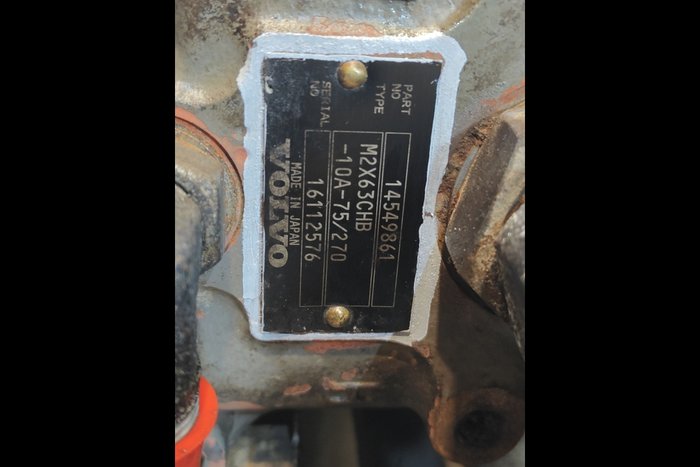 PART NO 14549861
TYPE M2X63CHB
-10A-75/270
SERIAL NO 16112576
MADE IN JAPAN
VOLVO